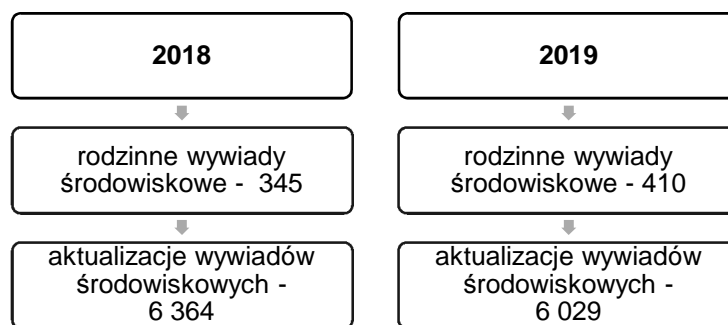 2018
rodzinne wywiady
środowiskowe -  345
aktualizacje wywiadów
środowiskowych -
6 364
2019
rodzinne wywiady
środowiskowe - 410
aktualizacje wywiadów
środowiskowych -
6 029